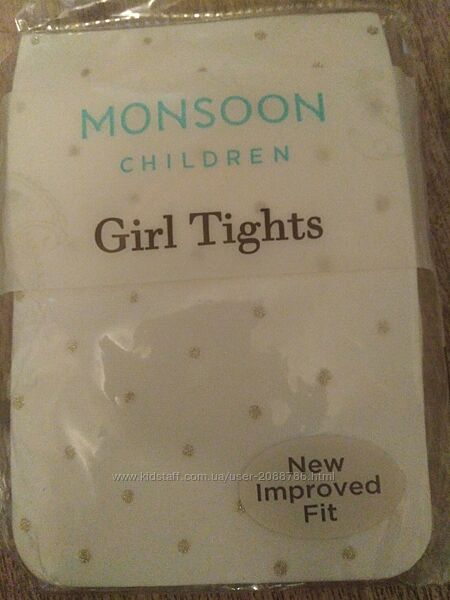 MONSOON
CHILDREN
Girl Tights
www.kidstaff.com.ua/user-2088786.html
New
Improved
Fit